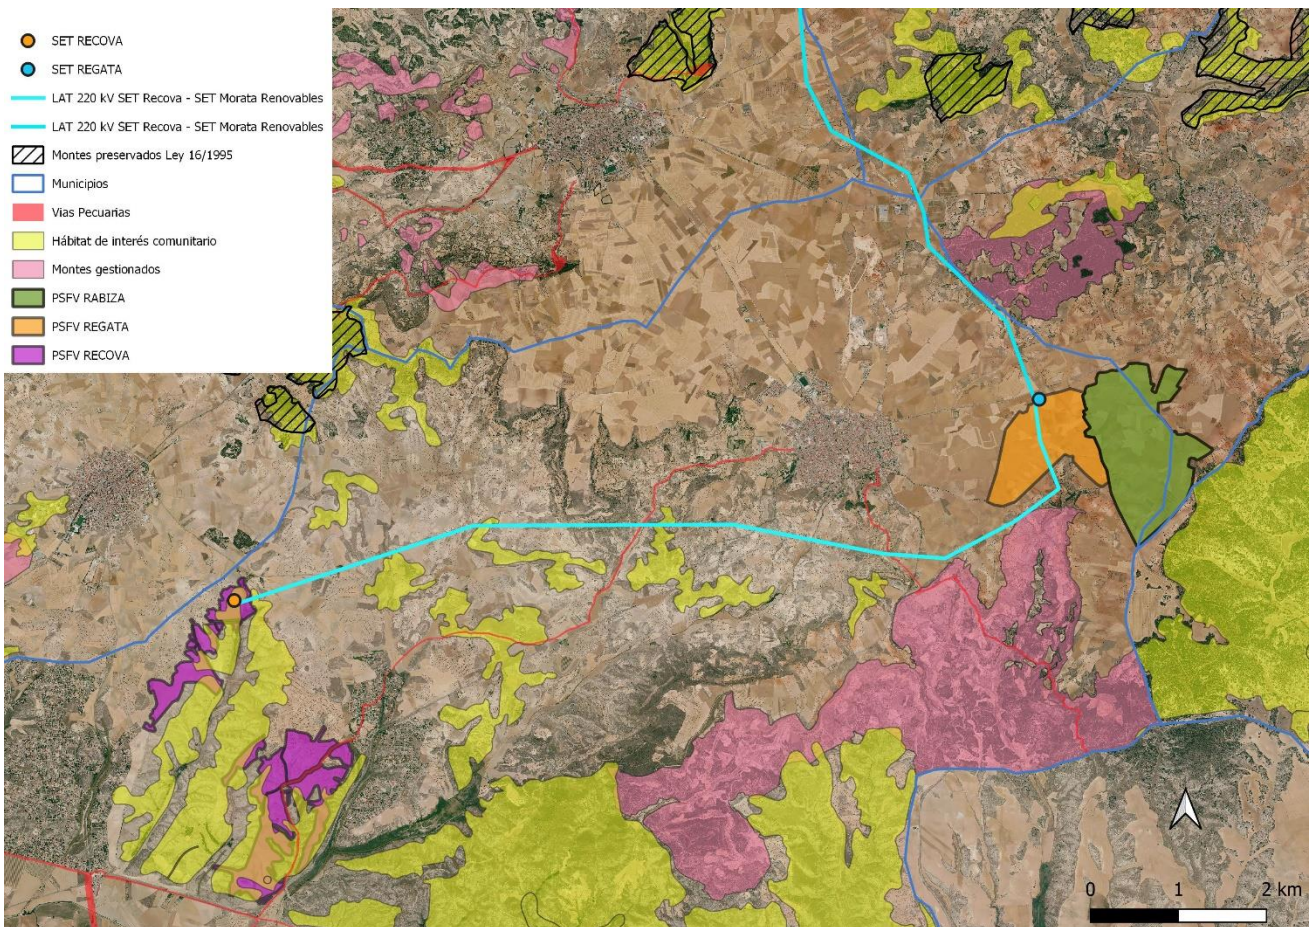 SET RECOVA
SET REGATA
LAT 220 kV SET Recova - SET Morata Renovables
LAT 220 kV SET Recova - SET Morata Renovables
Montes preservados Ley 16/1995
Municipios
Vias Pecuarias
Hábitat de interés comunitario
Montes gestionados
PSFV RABIZA
PSFV REGATA
PSFV RECOVA
0 1 2 km